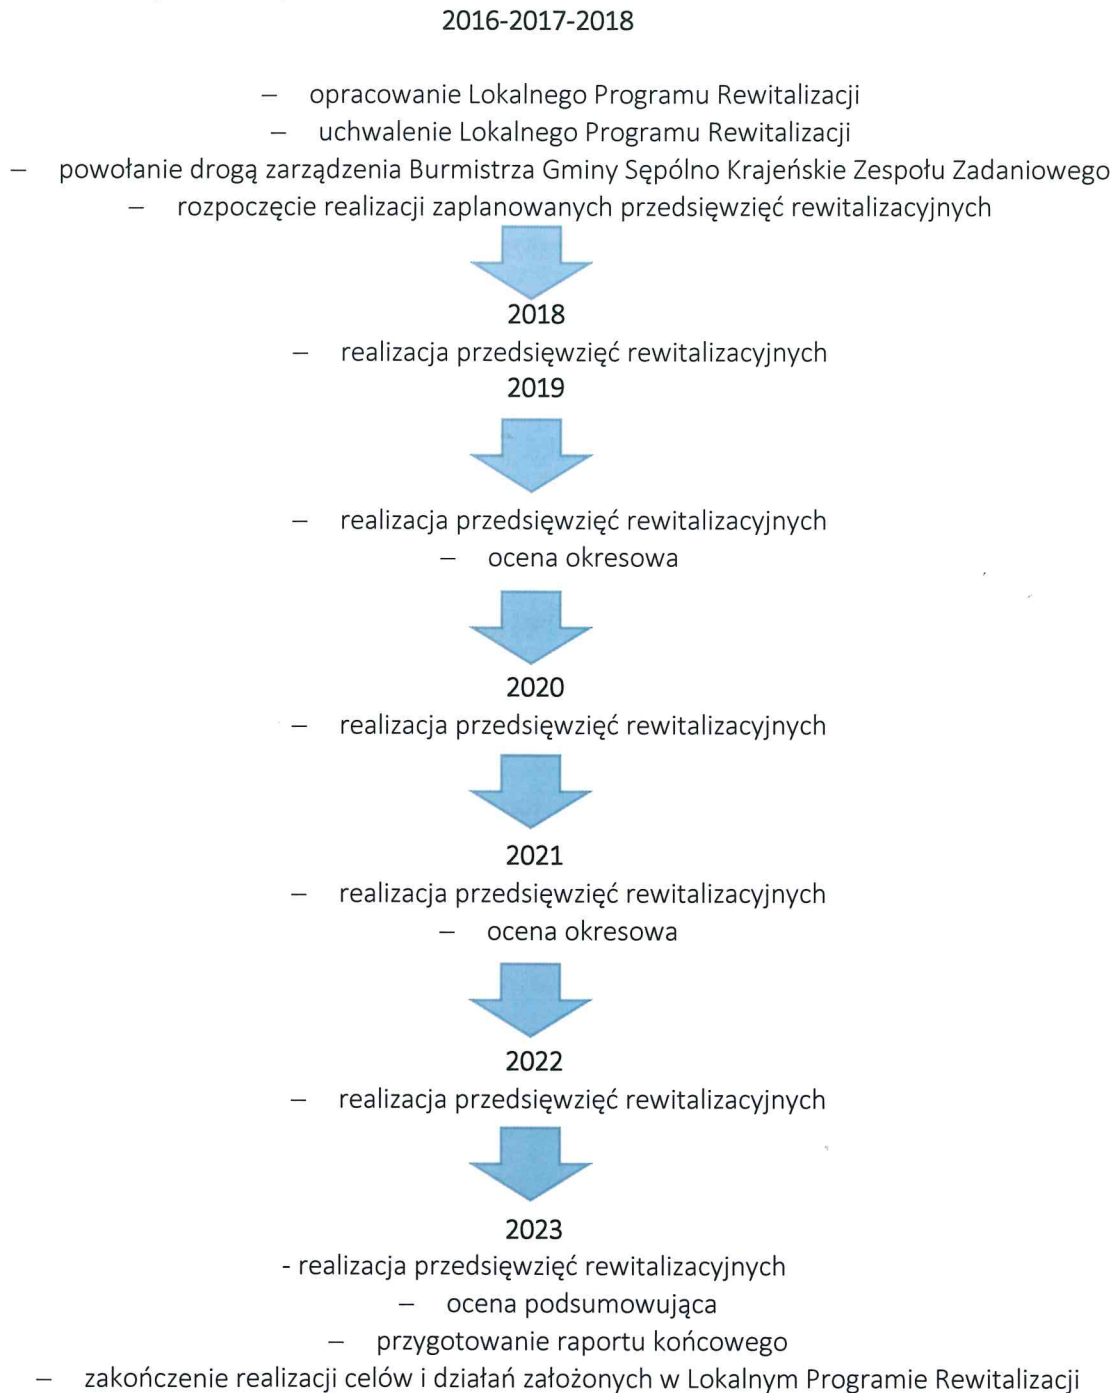 2016-2017-2018
– opracowanie Lokalnego Programu Rewitalizacji
– uchwalenie Lokalnego Programu Rewitalizacji
– powołanie drogą zarządzenia Burmistrza Gminy Sępólno Krajeńskie Zespołu Zadaniowego
– rozpoczęcie realizacji zaplanowanych przedsięwzięć rewitalizacyjnych
2018
– realizacja przedsięwzięć rewitalizacyjnych
2019
– realizacja przedsięwzięć rewitalizacyjnych
– ocena okresowa
2020
– realizacja przedsięwzięć rewitalizacyjnych
2021
– realizacja przedsięwzięć rewitalizacyjnych
– ocena okresowa
2022
– realizacja przedsięwzięć rewitalizacyjnych
2023
- realizacja przedsięwzięć rewitalizacyjnych
– ocena podsumowująca
– przygotowanie raportu końcowego
– zakończenie realizacji celów i działań założonych w Lokalnym Programie Rewitalizacji